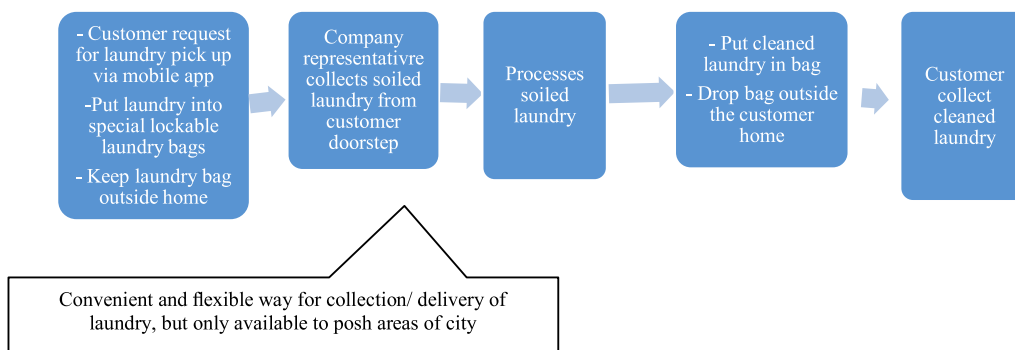 - Customer request
for laundry pick up
via mobile app
-Put laundry into
special lockable
laundry bags
- Keep laundry bag
outside home
Company
representativre
collects soiled
laundry from
customer
doorstep
Processes
soiled
laundry
- Put cleaned
laundry in bag
- Drop bag outside
the customer
home
Customer
collect
cleaned
laundry
Convenient and flexible way for collection/ delivery of
laundry, but only available to posh areas of city